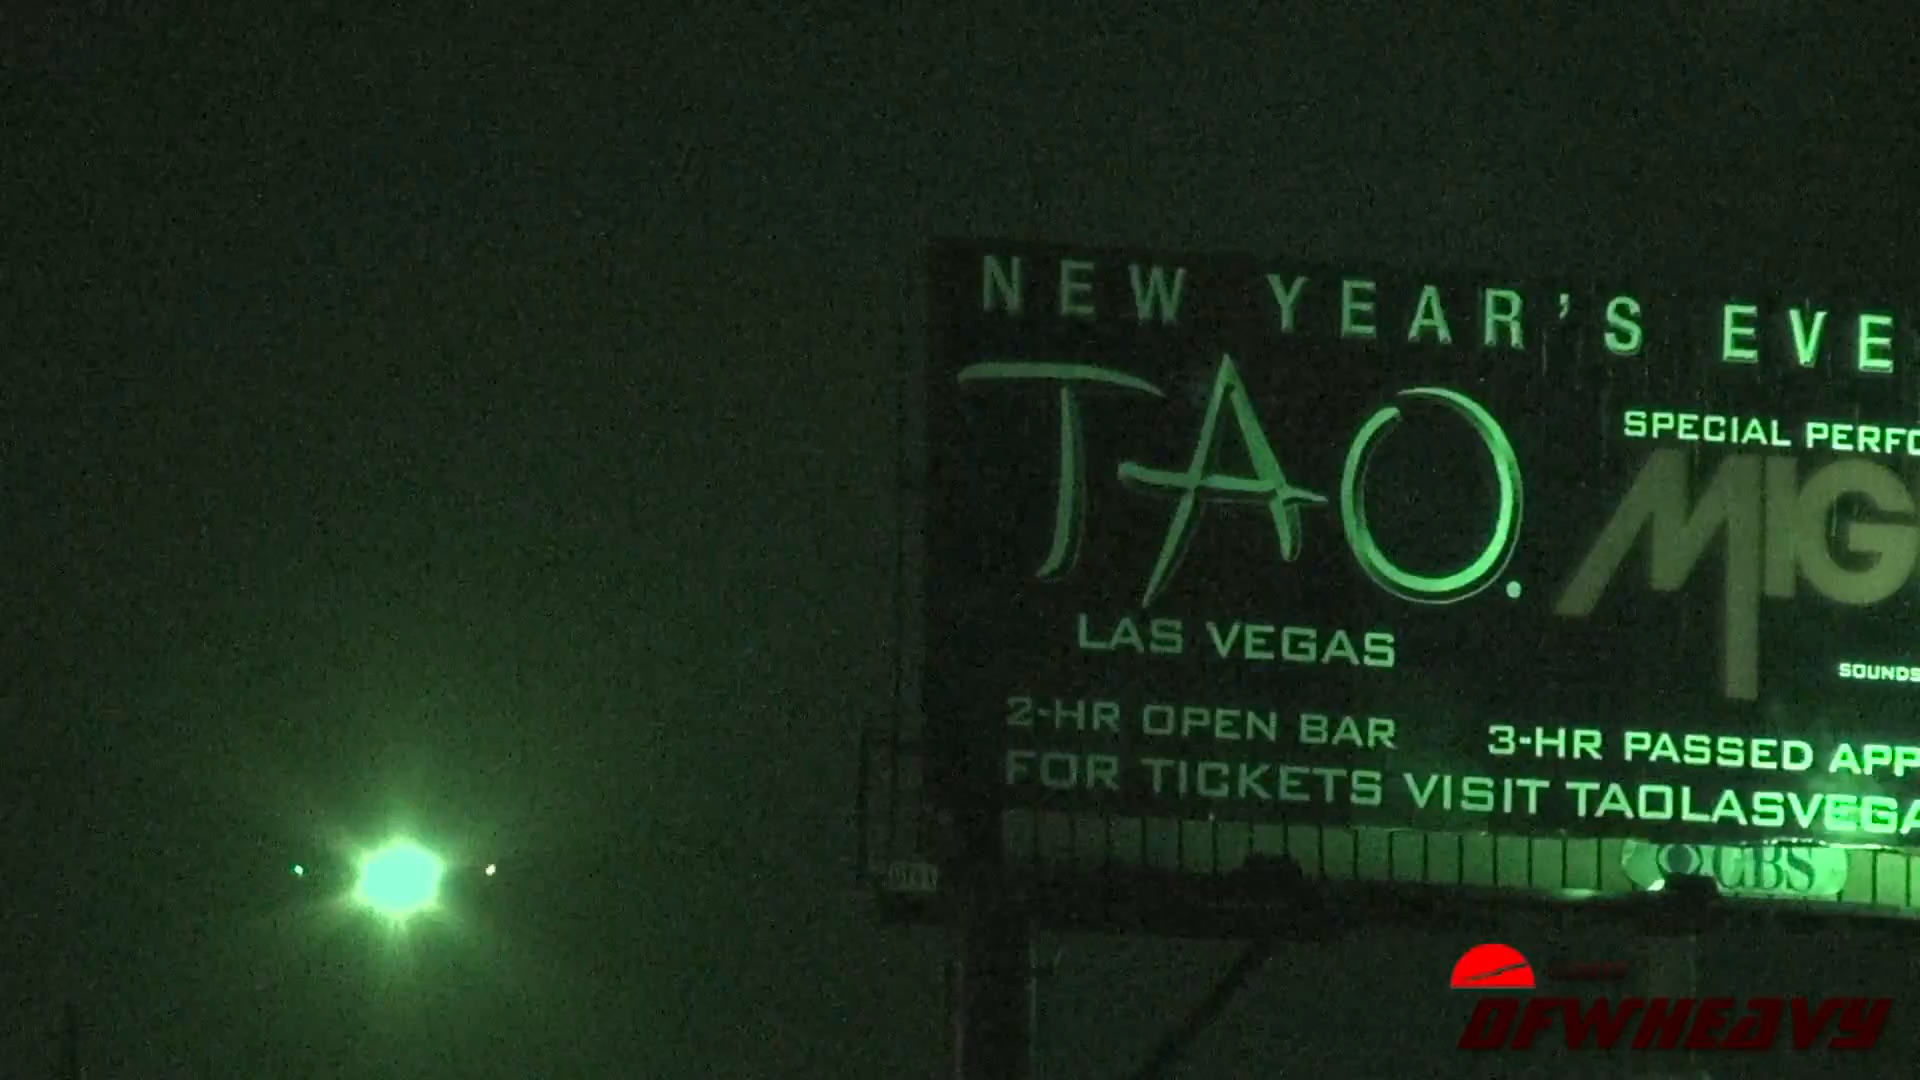 NEW YEAR'S EVE
TAO.
SPECIAL PERFO
MIG
LAS VEGAS
SOUNDS
2-HR OPEN BAR 3-HR PASSED APP
FOR TICKETS VISIT TAOLASVEGA
CBS
DFWHEAVY